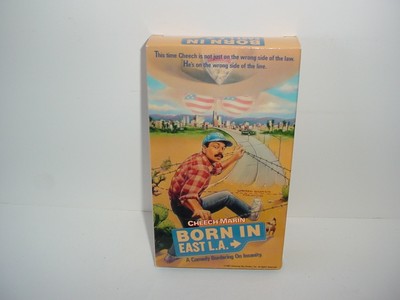 BORN IN
This time Cheech is not just on the wrong side of the law.
He's on the wrong side of the line.
CHEECH MARIN
BORN IN
EAST L.A.
A Comedy Bordering On Insanity